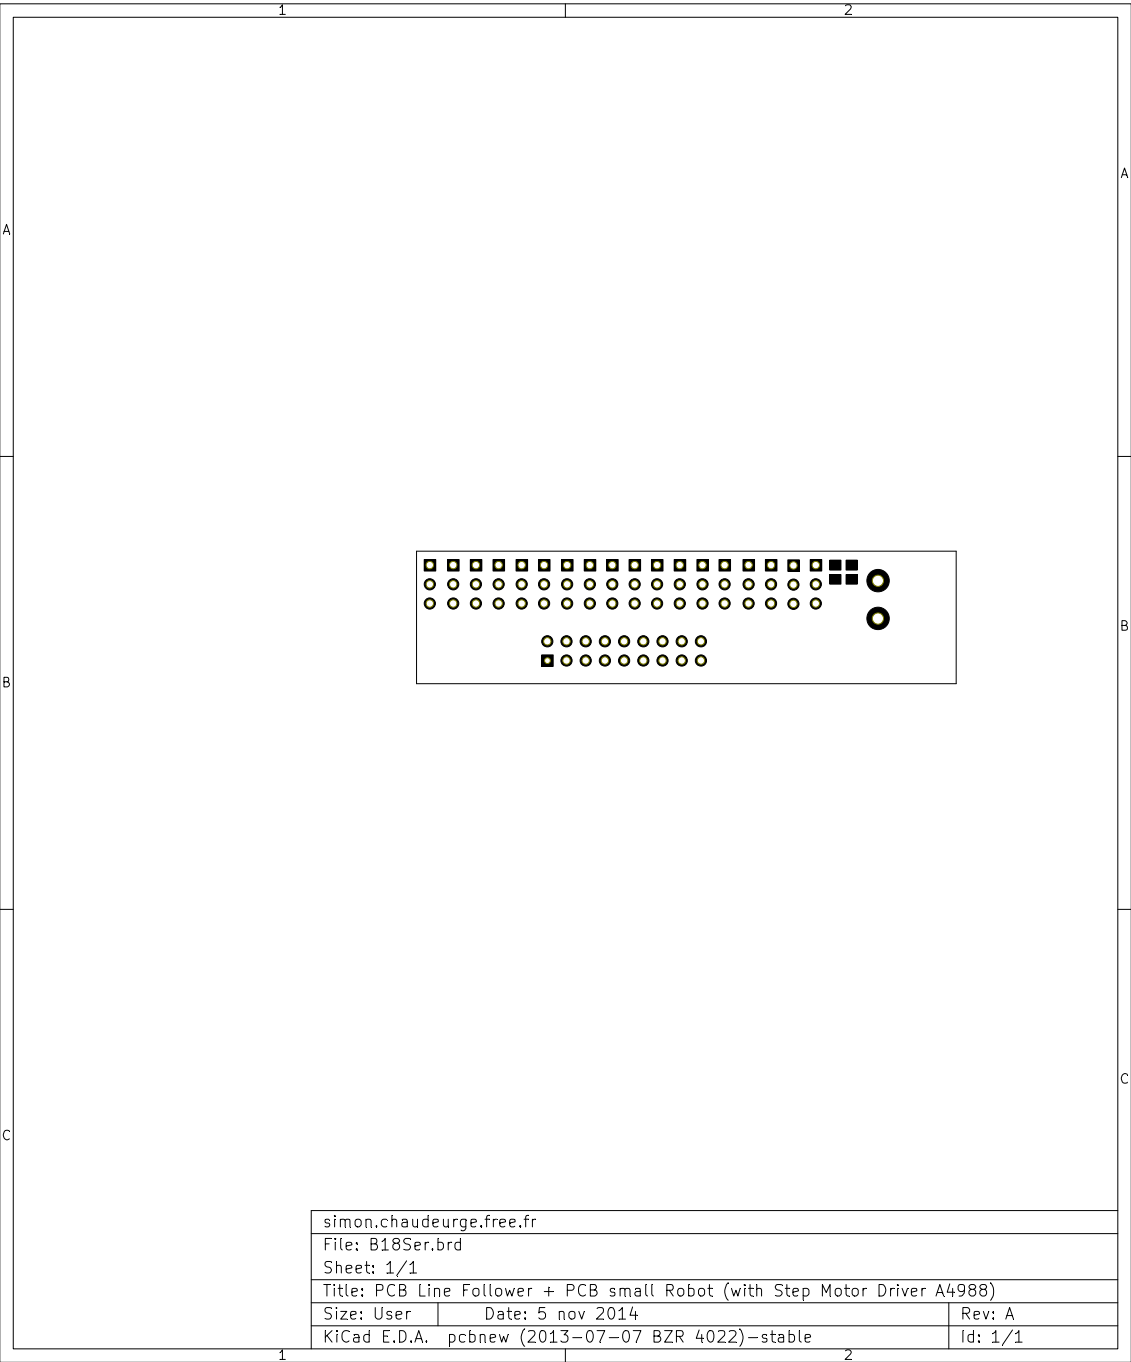 1 2
A
A
B
B
C
C
simon.chaudeurge.free.fr
File: B18Ser.brd
Sheet: 1/1
Title: PCB Line Follower + PCB small Robot (with Step Motor Driver A4988)
Size: User Date: 5 nov 2014 Rev: A
KiCad E.D.A. pcbnew (2013-07-07 BZR 4022)-stable Id: 1/1
1 2